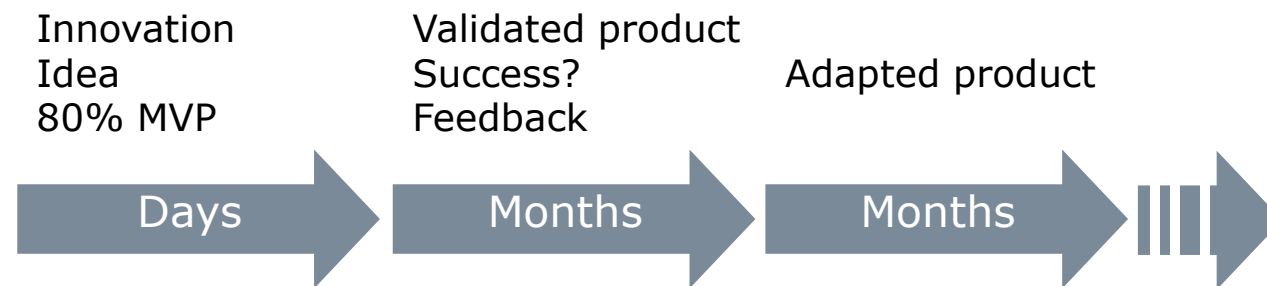 Innovation
Idea
80% MVP
Validated product
Success?
Feedback
Adapted product
Days
Months
Months